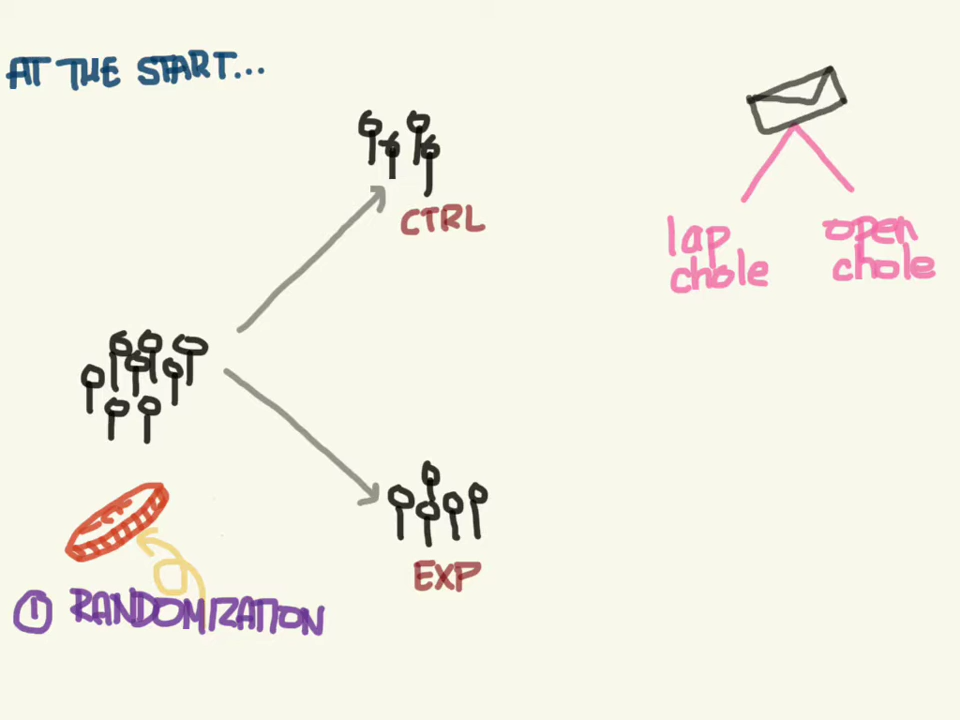 AT THE START...
CTRL
lap
chole
open
chole
EXP
① RANDOMIZATION